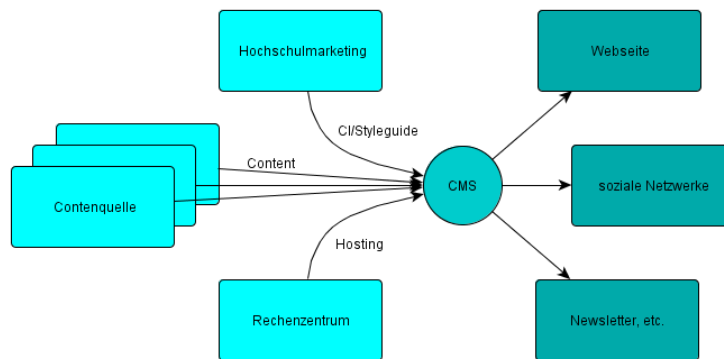 Hochschulmarketing
Webseite
CI/Styleguide
Content
CMS
soziale Netzwerke
Contenquelle
Hosting
Rechenzentrum
Newsletter, etc.